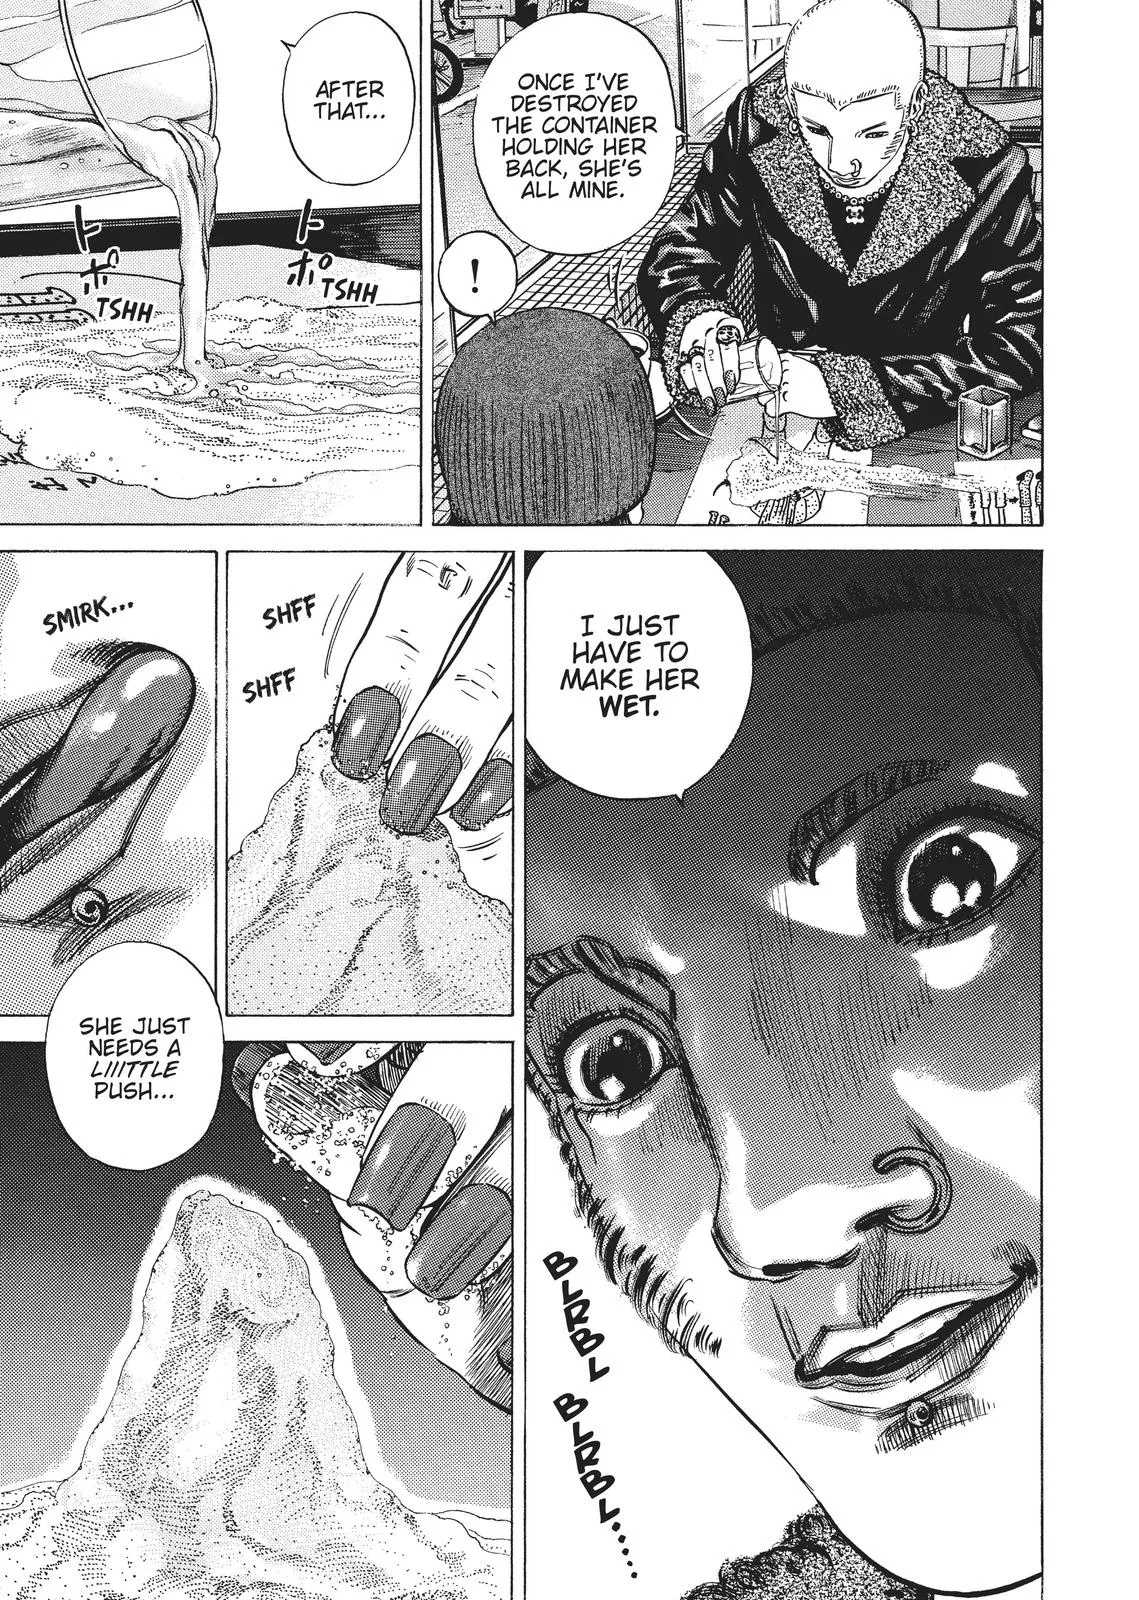 ONCE I'VE
DESTROYED
THE CONTAINER
HOLDING HER
BACK, SHE'S
ALL MINE.
!
AFTER
THAT...
トポ
TSHH
トポ
TSHH
I JUST
HAVE TO
MAKE HER
WET.
BLRBL BLRBL......
SHFF
SHFF
SMIRK...
SHE JUST
NEEDS A
LIIITTLE
PUSH...